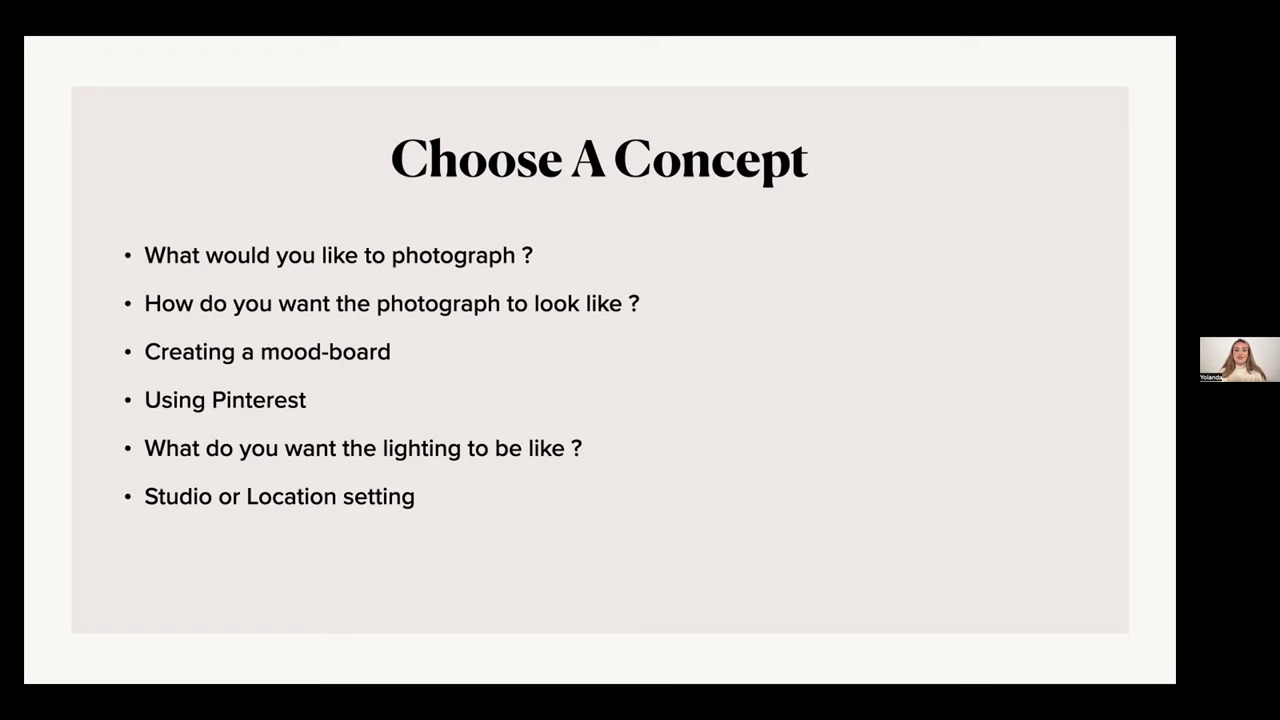 Choose A Concept
• What would you like to photograph ?
• How do you want the photograph to look like ?
• Creating a mood-board
• Using Pinterest
• What do you want the lighting to be like ?
• Studio or Location setting
Yolanda